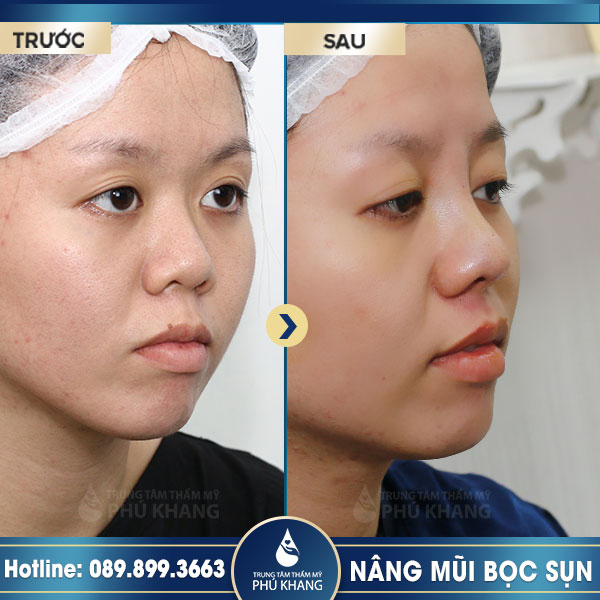 TRƯỚC
SAU
TRUNG TÂM THẨM MỸ
PHÚ KHANG
TRUNG TÂM THẨM MỸ
PHÚ KHANG
Hotline: 089.899.3663
TRUNG TÂM THẨM MỸ
PHÚ KHANG
NÂNG MŨI BỌC SỤN